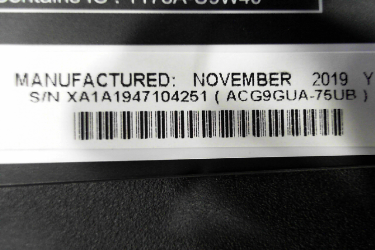 MANUFACTURED: NOVEMBER 2019 Y
S/N XA1A1947104251 ( ACG9GUA-75UB )